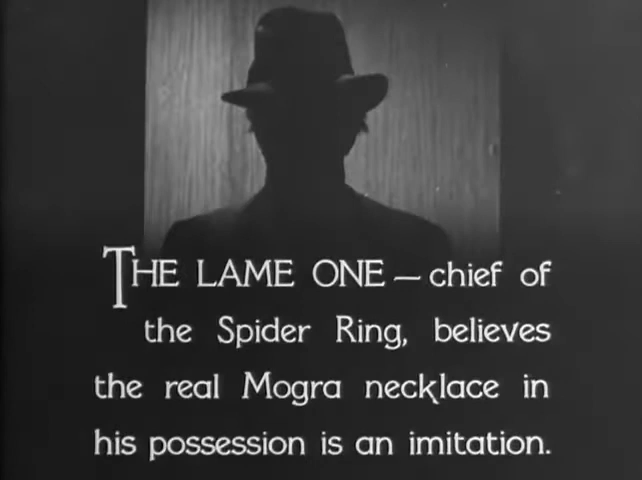 THE LAME ONE — chief of
the Spider Ring, believes
the real Mogra necklace in
his possession is an imitation.